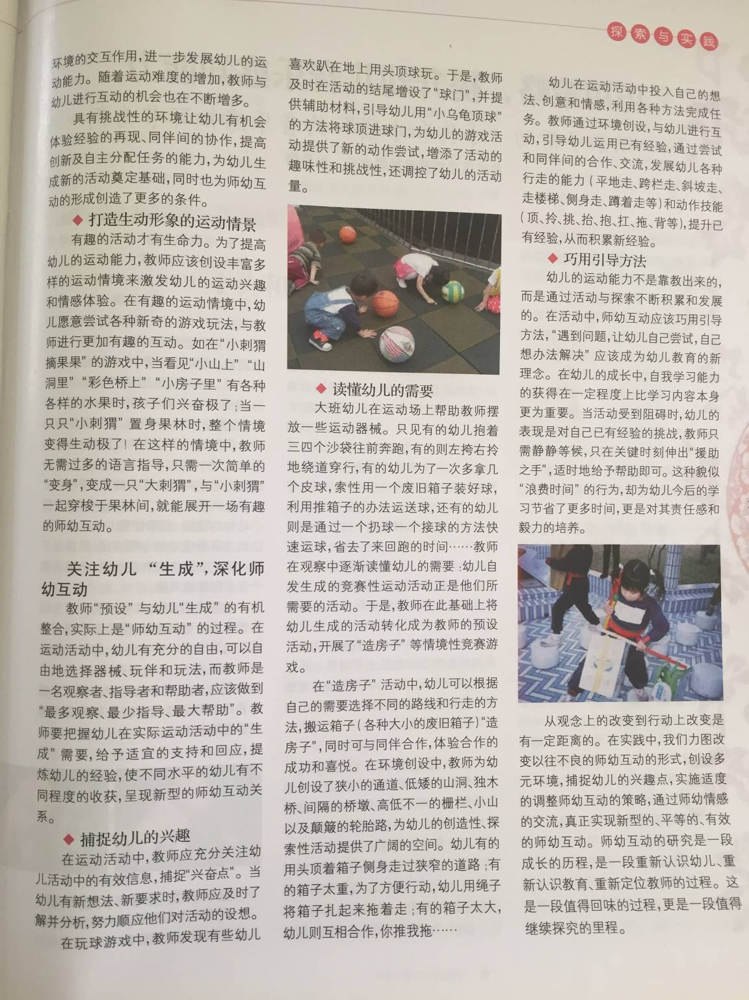 探索与实践
环境的交互作用,进一步发展幼儿的运
动能力。随着运动难度的增加,教师与
幼儿进行互动的机会也在不断增多。
具有挑战性的环境让幼儿有机会
体验经验的再现、同伴间的协作,提高
创新及自主分配任务的能力,为幼儿生
成新的活动奠定基础,同时也为师幼互
动的形成创造了更多的条件。
◆ 打造生动形象的运动情景
有趣的活动才有生命力。为了提高
幼儿的运动能力,教师应该创设丰富多
样的运动情境来激发幼儿的运动兴趣
和情感体验。在有趣的运动情境中,幼
儿愿意尝试各种新奇的游戏玩法,与教
师进行更加有趣的互动。如在“小刺猬
摘果果”的游戏中,当看见“小山上”“山
洞里”“彩色桥上”“小房子里”有各种
各样的水果时,孩子们兴奋极了;当一
只只“小刺猬”置身果林时,整个情境
变得生动极了!在这样的情境中,教师
无需过多的语言指导,只需一次简单的
“变身”,变成一只“大刺猬”,与“小刺猬”
一起穿梭于果林间,就能展开一场有趣
的师幼互动。
关注幼儿“生成”,深化师
幼互动
教师“预设”与幼儿“生成”的有机
整合,实际上是“师幼互动”的过程。在
运动活动中,幼儿有充分的自由,可以自
由地选择器械、玩伴和玩法,而教师是
一名观察者、指导者和帮助者,应该做到
“最多观察、最少指导、最大帮助”。教
师要把握幼儿在实际运动活动中的“生
成”需要,给予适宜的支持和回应,提
炼幼儿的经验,使不同水平的幼儿有不
同程度的收获,呈现新型的师幼互动关
系。
◆ 捕捉幼儿的兴趣
在运动活动中,教师应充分关注幼
儿活动中的有效信息,捕捉“兴奋点”。当
幼儿有新想法、新要求时,教师应及时了
解并分析,努力顺应他们对活动的设想。
在玩球游戏中,教师发现有些幼儿
喜欢趴在地上用头顶球玩。于是,教师
及时在活动的结尾增设了“球门”,并提
供辅助材料,引导幼儿用“小乌龟顶球”
的方法将球顶进球门,为幼儿的游戏活
动提供了新的动作尝试,增添了活动的
趣味性和挑战性,还调控了幼儿的活动
量。
◆ 读懂幼儿的需要
大班幼儿在运动场上帮助教师摆
放一些运动器械。只见有的幼儿抱着
三四个沙袋往前奔跑,有的则左挎右拎
地绕道穿行,有的幼儿为了一次多拿几
个皮球,索性用一个废旧箱子装好球,
利用推箱子的办法运送球,还有的幼儿
则是通过一个扔球一个接球的方法快
速运球,省去了来回跑的时间……教师
在观察中逐渐读懂幼儿的需要:幼儿自
发生成的竞赛性运动活动正是他们所
需要的活动。于是,教师在此基础上将
幼儿生成的活动转化成为教师的预设
活动,开展了“造房子”等情境性竞赛游
戏。
在“造房子”活动中,幼儿可以根据
自己的需要选择不同的路线和行走的方
法,搬运箱子(各种大小的废旧箱子)“造
房子”,同时可与同伴合作,体验合作的
成功和喜悦。在环境创设中,教师为幼
儿创设了狭小的通道、低矮的山洞、独木
桥、间隔的桥墩、高低不一的栅栏、小山
以及颠簸的轮胎路,为幼儿的创造性、探
索性活动提供了广阔的空间。幼儿有的
用头顶着箱子侧身走过狭窄的道路;有
的箱子太重,为了方便行动,幼儿用绳子
将箱子扎起来拖着走;有的箱子太大,
幼儿则互相合作,你推我拖……
幼儿在运动活动中投入自己的想
法、创意和情感,利用各种方法完成任
务。教师通过环境创设,与幼儿进行互
动,引导幼儿运用已有经验,通过尝试
和同伴间的合作、交流,发展幼儿各种
行走的能力(平地走、跨栏走、斜坡走、
走楼梯、侧身走、蹲着走等)和动作技能
(顶、拎、挑、抬、抱、扛、拖、背等),提升已
有经验,从而积累新经验。
◆ 巧用引导方法
幼儿的运动能力不是靠教出来的,
而是通过活动与探索不断积累和发展
的。在活动中,师幼互动应该巧用引导
方法,“遇到问题,让幼儿自己尝试,自己
想办法解决”应该成为幼儿教育的新
理念。在幼儿的成长中,自我学习能力
的获得在一定程度上比学习内容本身
更为重要。当活动受到阻碍时,幼儿的
表现是对自己已有经验的挑战,教师只
需静静等候,只在关键时刻伸出“援助
之手”,适时地给予帮助即可。这种貌似
“浪费时间”的行为,却为幼儿今后的学
习节省了更多时间,更是对其责任感和
毅力的培养。
从观念上的改变到行动上改变是
有一定距离的。在实践中,我们力图改
变以往不良的师幼互动的形式,创设多
元环境,捕捉幼儿的兴趣点,实施适度
的调整师幼互动的策略,通过师幼情感
的交流,真正实现新型的、平等的、有效
的师幼互动。师幼互动的研究是一段
成长的历程,是一段重新认识幼儿、重
新认识教育、重新定位教师的过程。这
是一段值得回味的过程,更是一段值得
继续探究的里程。